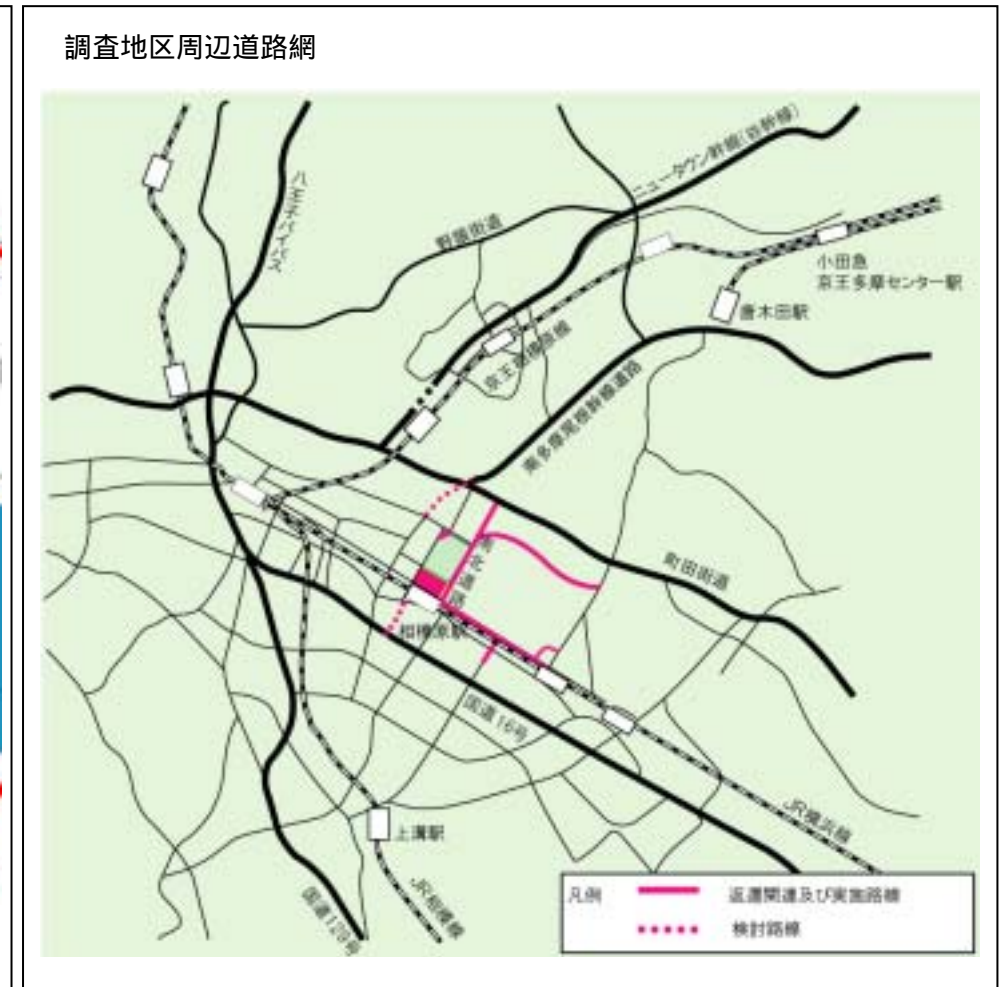 調査地区周辺道路網
八王子バイパス
ニュータウン幹線(谷幹線)
野猿街道
小田急
京王多摩センター駅
唐木田駅
京王相模原線
南多摩尾根幹線道路
南北道路
町田街道
相模原駅
国道16号
JR横浜線
上溝駅
JR相模線
国道129号
凡例
返還関連及び実施路線
検討路線